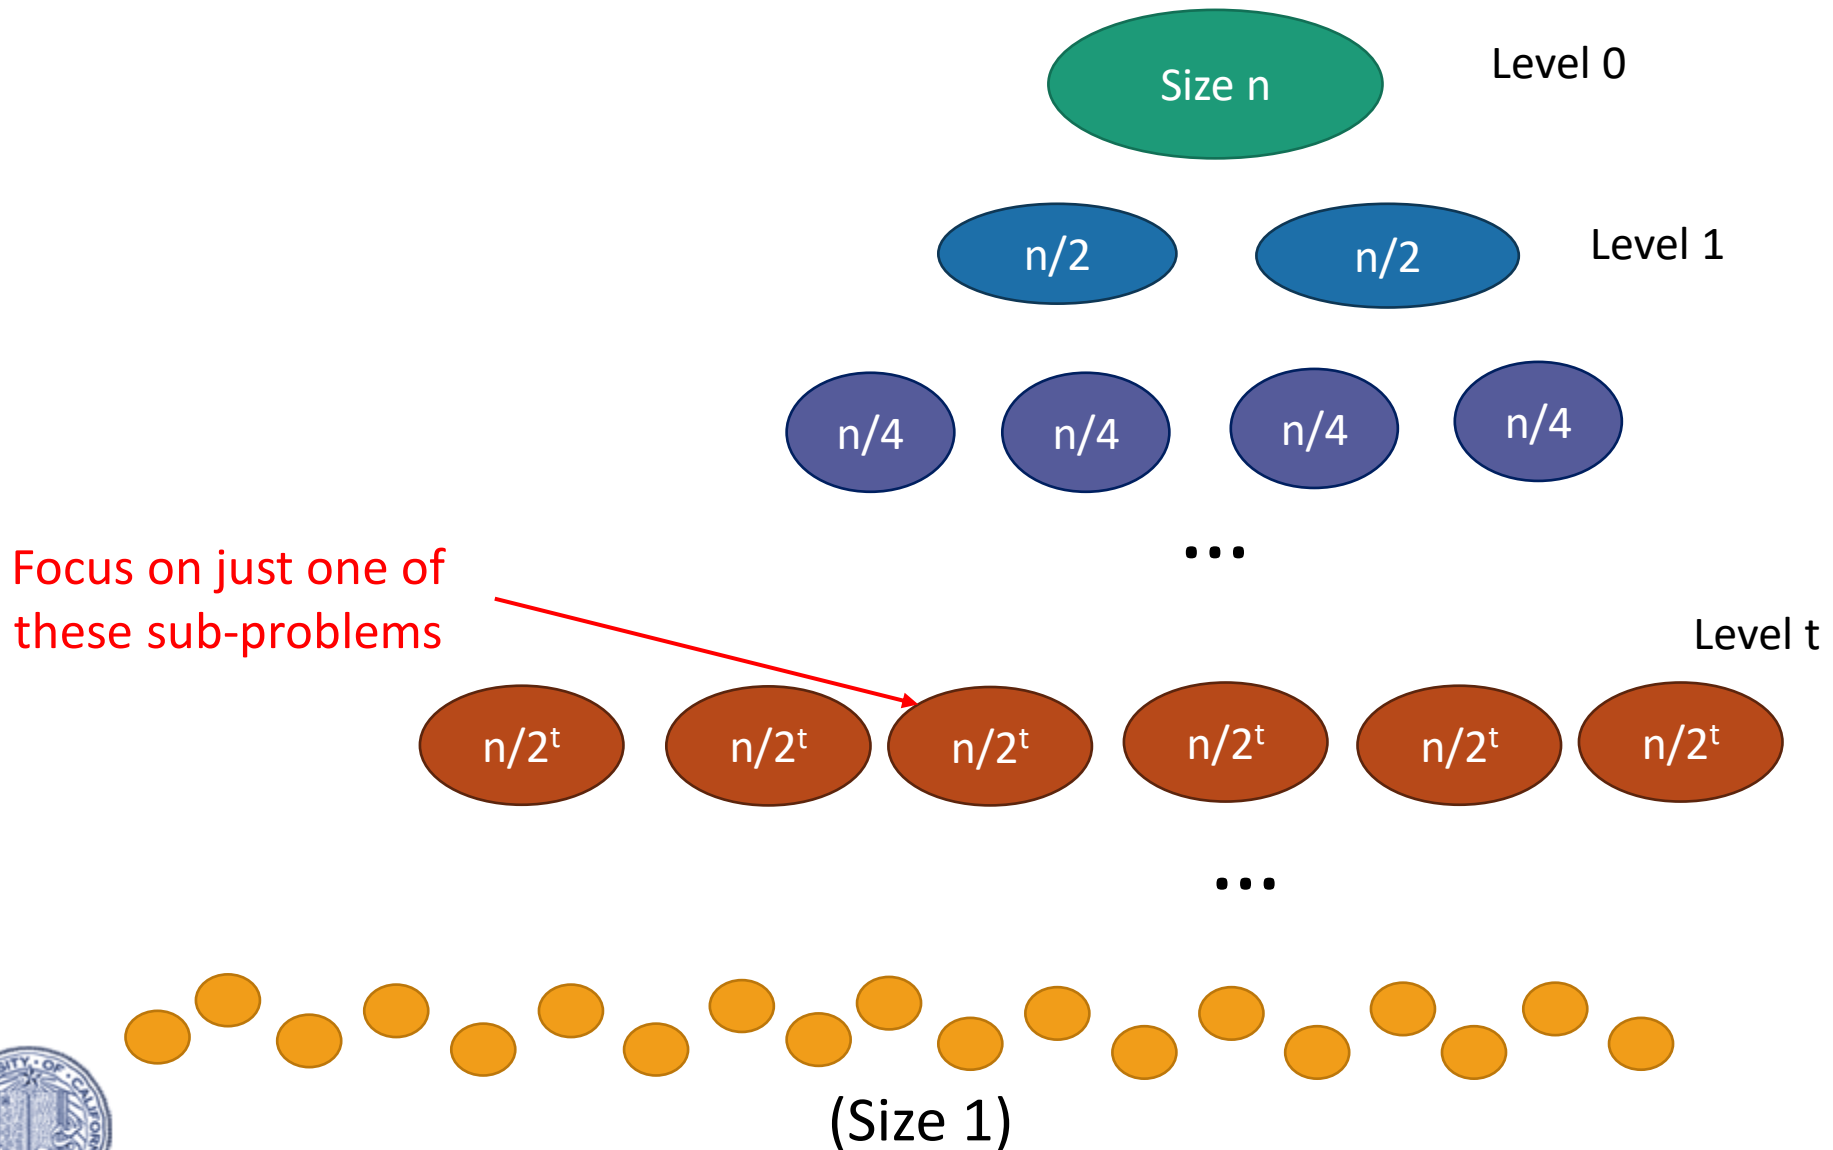 Size n
Level 0
n/2
n/2
Level 1
n/4
n/4
n/4
n/4
...
Focus on just one of
these sub-problems
Level t
n/2ᵗ
n/2ᵗ
n/2ᵗ
n/2ᵗ
n/2ᵗ
n/2ᵗ
...
(Size 1)